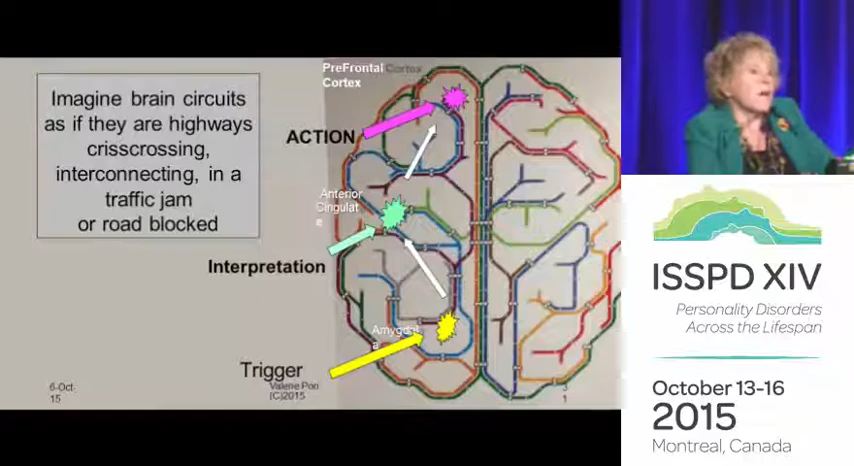 PreFrontal Cortex
Cortex
Imagine brain circuits
as if they are highways
crisscrossing,
interconnecting, in a
traffic jam
or road blocked
ACTION
Anterior
Cingulat
e
Interpretation
Amygdal
a
Trigger
6-Oct-
15
Valerie Porr
(C)2015
3
1
ISSPD XIV
Personality Disorders
Across the Lifespan
October 13-16
2015
Montreal, Canada